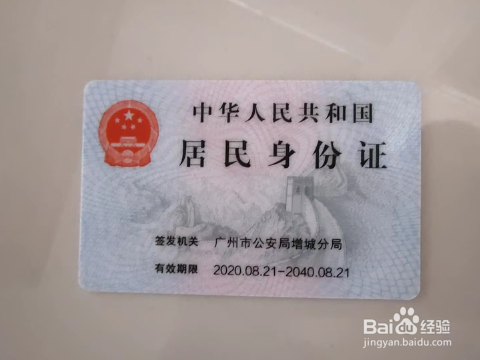 中华人民共和国
居民身份证
签发机关 广州市公安局增城分局
有效期限 2020.08.21-2040.08.21
Baidu经验
jingyan.baidu.com